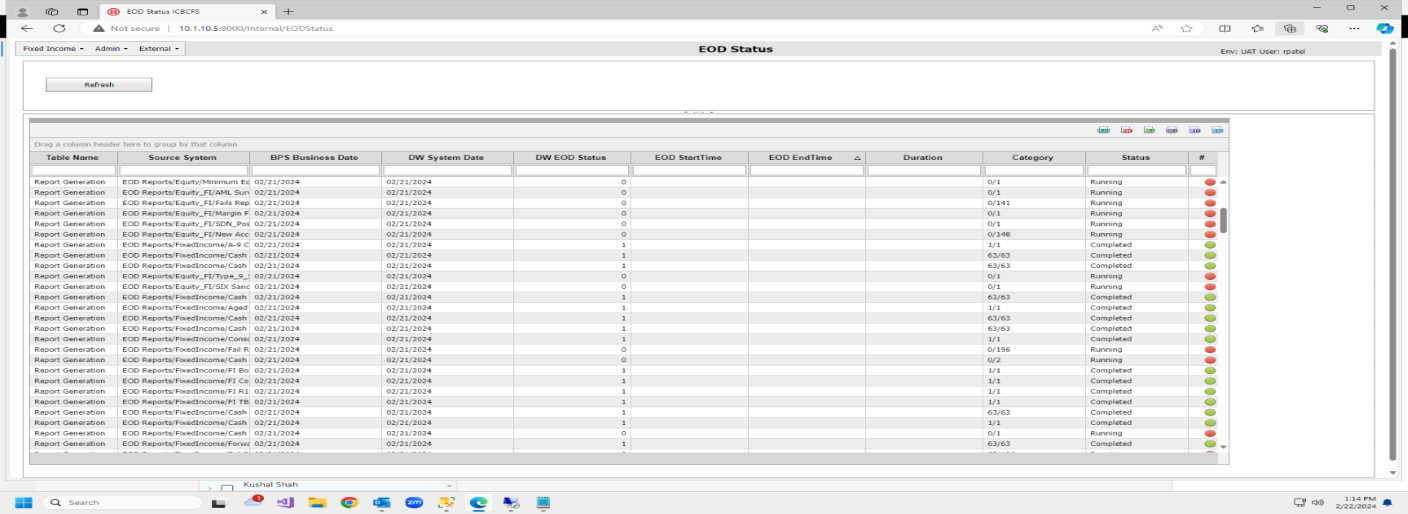 EOD Status ICBCFS
Not secure | 10.1.10.5:8000/Internal/EODStatus
Fixed Income Admin External EOD Status Env: UAT User: rpatel
Refresh
Drag a column header here to group by that column
Table Name Source System BPS Business Date DW System Date DW EOD Status EOD StartTime EOD EndTime Duration Category Status #
Report Generation EOD Reports/Equity/Minimum Ec 02/21/2024 02/21/2024 0 0/1 Running
Report Generation EOD Reports/Equity_FI/AML Sur 02/21/2024 02/21/2024 0 0/1 Running
Report Generation EOD Reports/Equity_FI/Fails Rep 02/21/2024 02/21/2024 0 0/141 Running
Report Generation EOD Reports/Equity_FI/Margin F 02/21/2024 02/21/2024 0 0/1 Running
Report Generation EOD Reports/Equity_FI/SDN_Pos 02/21/2024 02/21/2024 0 0/1 Running
Report Generation EOD Reports/Equity_FI/New Acc 02/21/2024 02/21/2024 0 0/148 Running
Report Generation EOD Reports/FixedIncome/A-9 C 02/21/2024 02/21/2024 1 1/1 Completed
Report Generation EOD Reports/FixedIncome/Cash 02/21/2024 02/21/2024 1 63/63 Completed
Report Generation EOD Reports/FixedIncome/Cash 02/21/2024 02/21/2024 1 63/63 Completed
Report Generation EOD Reports/Equity_FI/Type_9_ 02/21/2024 02/21/2024 0 0/1 Running
Report Generation EOD Reports/Equity_FI/SIX Sanc 02/21/2024 02/21/2024 0 0/1 Running
Report Generation EOD Reports/FixedIncome/Cash 02/21/2024 02/21/2024 1 63/63 Completed
Report Generation EOD Reports/FixedIncome/Aged 02/21/2024 02/21/2024 1 1/1 Completed
Report Generation EOD Reports/FixedIncome/Cash 02/21/2024 02/21/2024 1 63/63 Completed
Report Generation EOD Reports/FixedIncome/Cash 02/21/2024 02/21/2024 1 63/63 Completed
Report Generation EOD Reports/FixedIncome/Consc 02/21/2024 02/21/2024 1 1/1 Completed
Report Generation EOD Reports/FixedIncome/Fail R 02/21/2024 02/21/2024 0 0/196 Running
Report Generation EOD Reports/FixedIncome/Cash 02/21/2024 02/21/2024 0 0/2 Running
Report Generation EOD Reports/FixedIncome/FI Bo 02/21/2024 02/21/2024 1 1/1 Completed
Report Generation EOD Reports/FixedIncome/FI Co 02/21/2024 02/21/2024 1 1/1 Completed
Report Generation EOD Reports/FixedIncome/FI R1 02/21/2024 02/21/2024 1 1/1 Completed
Report Generation EOD Reports/FixedIncome/FI TB 02/21/2024 02/21/2024 1 1/1 Completed
Report Generation EOD Reports/FixedIncome/Cash 02/21/2024 02/21/2024 1 63/63 Completed
Report Generation EOD Reports/FixedIncome/Cash 02/21/2024 02/21/2024 1 1/1 Completed
Report Generation EOD Reports/FixedIncome/Cash 02/21/2024 02/21/2024 0 0/1 Running
Report Generation EOD Reports/FixedIncome/Forwa 02/21/2024 02/21/2024 1 63/63 Completed
Kushal Shah
Search 1:14 PM
2/22/2024